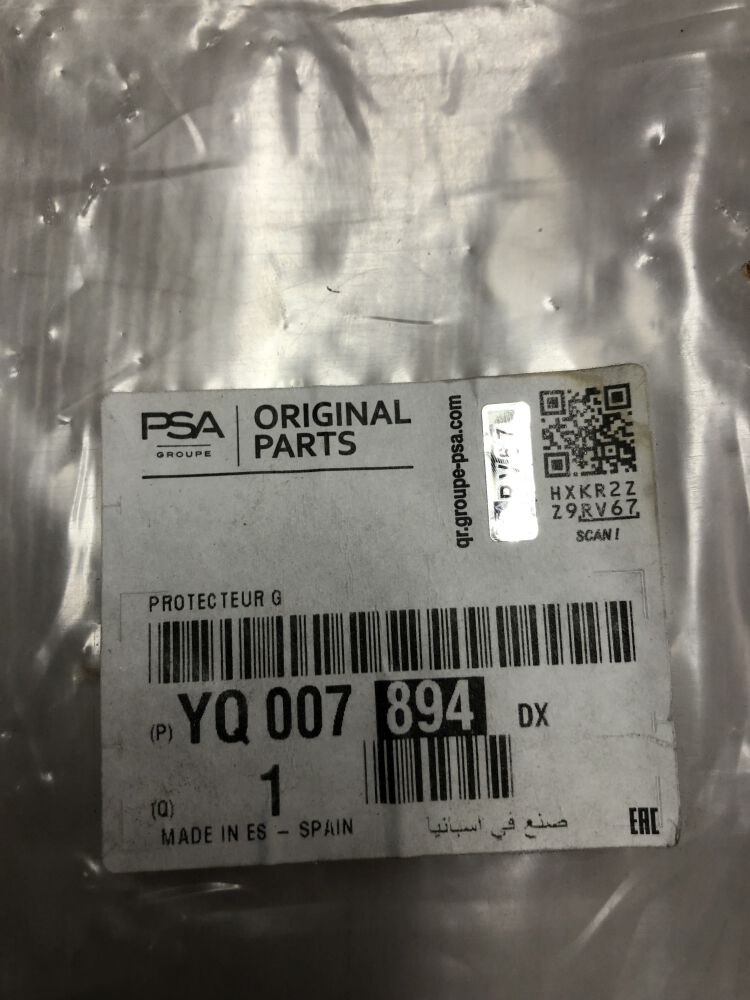 PSA
GROUPE
ORIGINAL
PARTS
qr.groupe-psa.com
RV67
HXKR2Z
Z9RV67
SCAN!
PROTECTEUR G
(P) YQ 007 894 DX
(Q) 1
MADE IN ES - SPAIN
صنع في اسبانيا
EAC